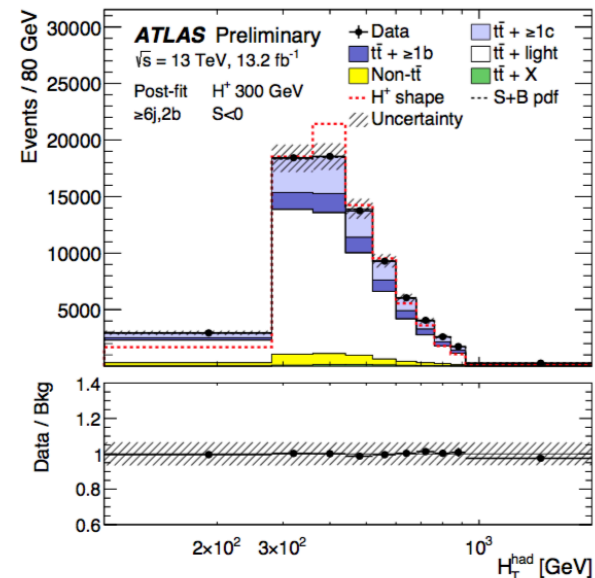 Events / 80 GeV
30000
25000
20000
15000
10000
5000
ATLAS Preliminary
√s = 13 TeV, 13.2 fb⁻¹
Post-fit H⁺ 300 GeV
≥6j,2b S<0
Data
tt̄ + ≥1b
Non-tt̄
H⁺ shape
Uncertainty
tt̄ + ≥1c
tt̄ + light
tt̄ + X
S+B pdf
Data / Bkg
1.4
1.2
1
0.8
0.6
2×10² 3×10² 10³
H_T^had [GeV]